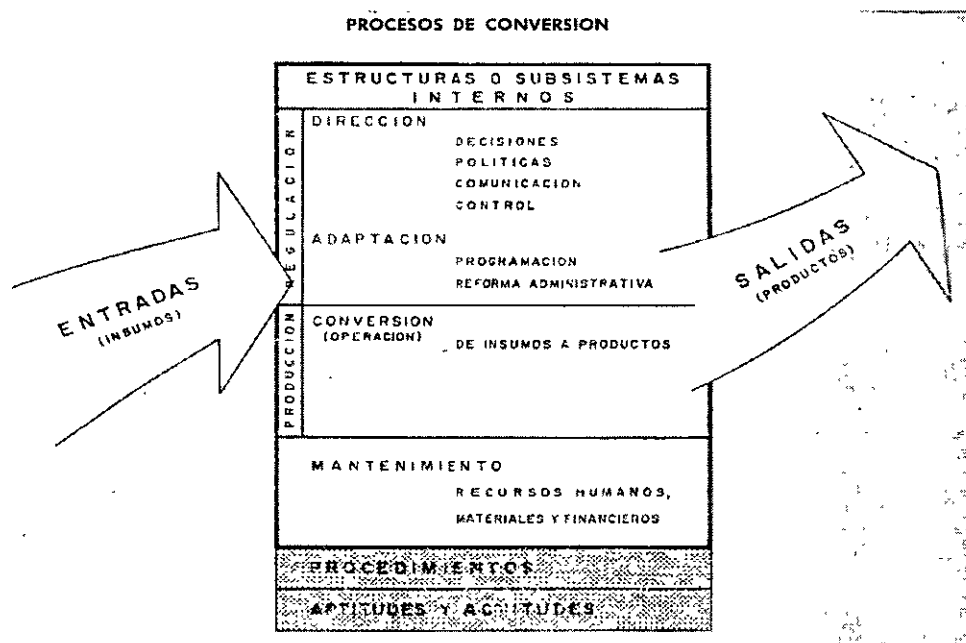 PROCESOS DE CONVERSION
ESTRUCTURAS O SUBSISTEMAS
INTERNOS
REGULACION
DIRECCION
DECISIONES
POLITICAS
COMUNICACION
CONTROL
ADAPTACION
PROGRAMACION
REFORMA ADMINISTRATIVA
ENTRADAS
(INSUMOS)
SALIDAS
(PRODUCTOS)
PRODUCCION
CONVERSION
(OPERACION)
DE INSUMOS A PRODUCTOS
MANTENIMIENTO
RECURSOS HUMANOS,
MATERIALES Y FINANCIEROS
PROCEDIMIENTOS
APTITUDES Y ACTITUDES